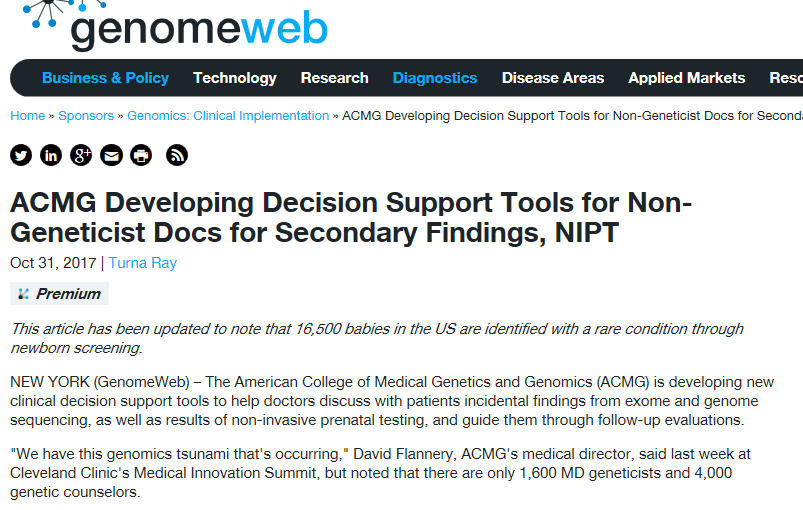 genomeweb
Business & Policy Technology Research Diagnostics Disease Areas Applied Markets
Home » Sponsors » Genomics: Clinical Implementation » ACMG Developing Decision Support Tools for Non-Geneticist Docs for
ACMG Developing Decision Support Tools for Non-
Geneticist Docs for Secondary Findings, NIPT
Oct 31, 2017 | Turna Ray
Premium
This article has been updated to note that 16,500 babies in the US are identified with a rare condition through
newborn screening.
NEW YORK (GenomeWeb) – The American College of Medical Genetics and Genomics (ACMG) is developing new
clinical decision support tools to help doctors discuss with patients incidental findings from exome and genome
sequencing, as well as results of non-invasive prenatal testing, and guide them through follow-up evaluations.
"We have this genomics tsunami that's occurring," David Flannery, ACMG's medical director, said last week at
Cleveland Clinic's Medical Innovation Summit, but noted that there are only 1,600 MD geneticists and 4,000
genetic counselors.